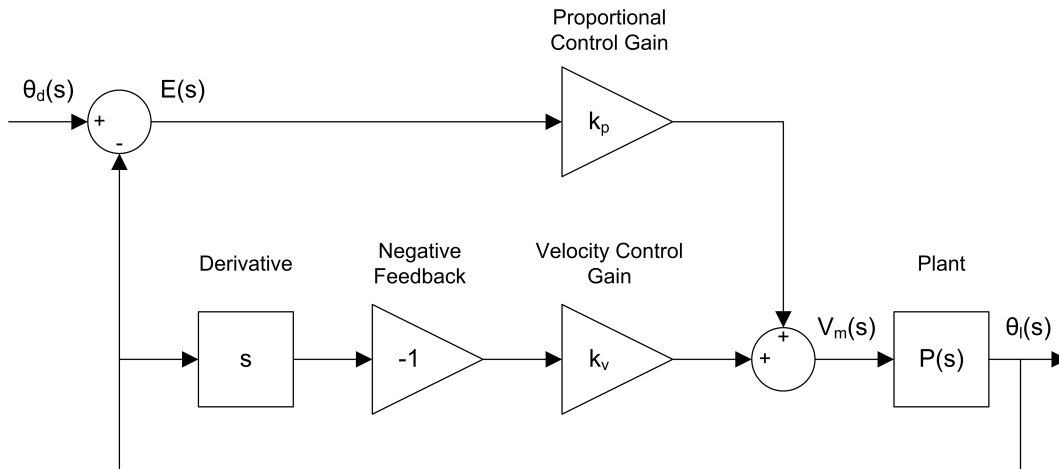 Proportional
Control Gain
θd(s)
E(s)
+
-
kp
Derivative
Negative
Feedback
Velocity Control
Gain
Plant
s
-1
kv
+
+
Vm(s)
P(s)
θl(s)